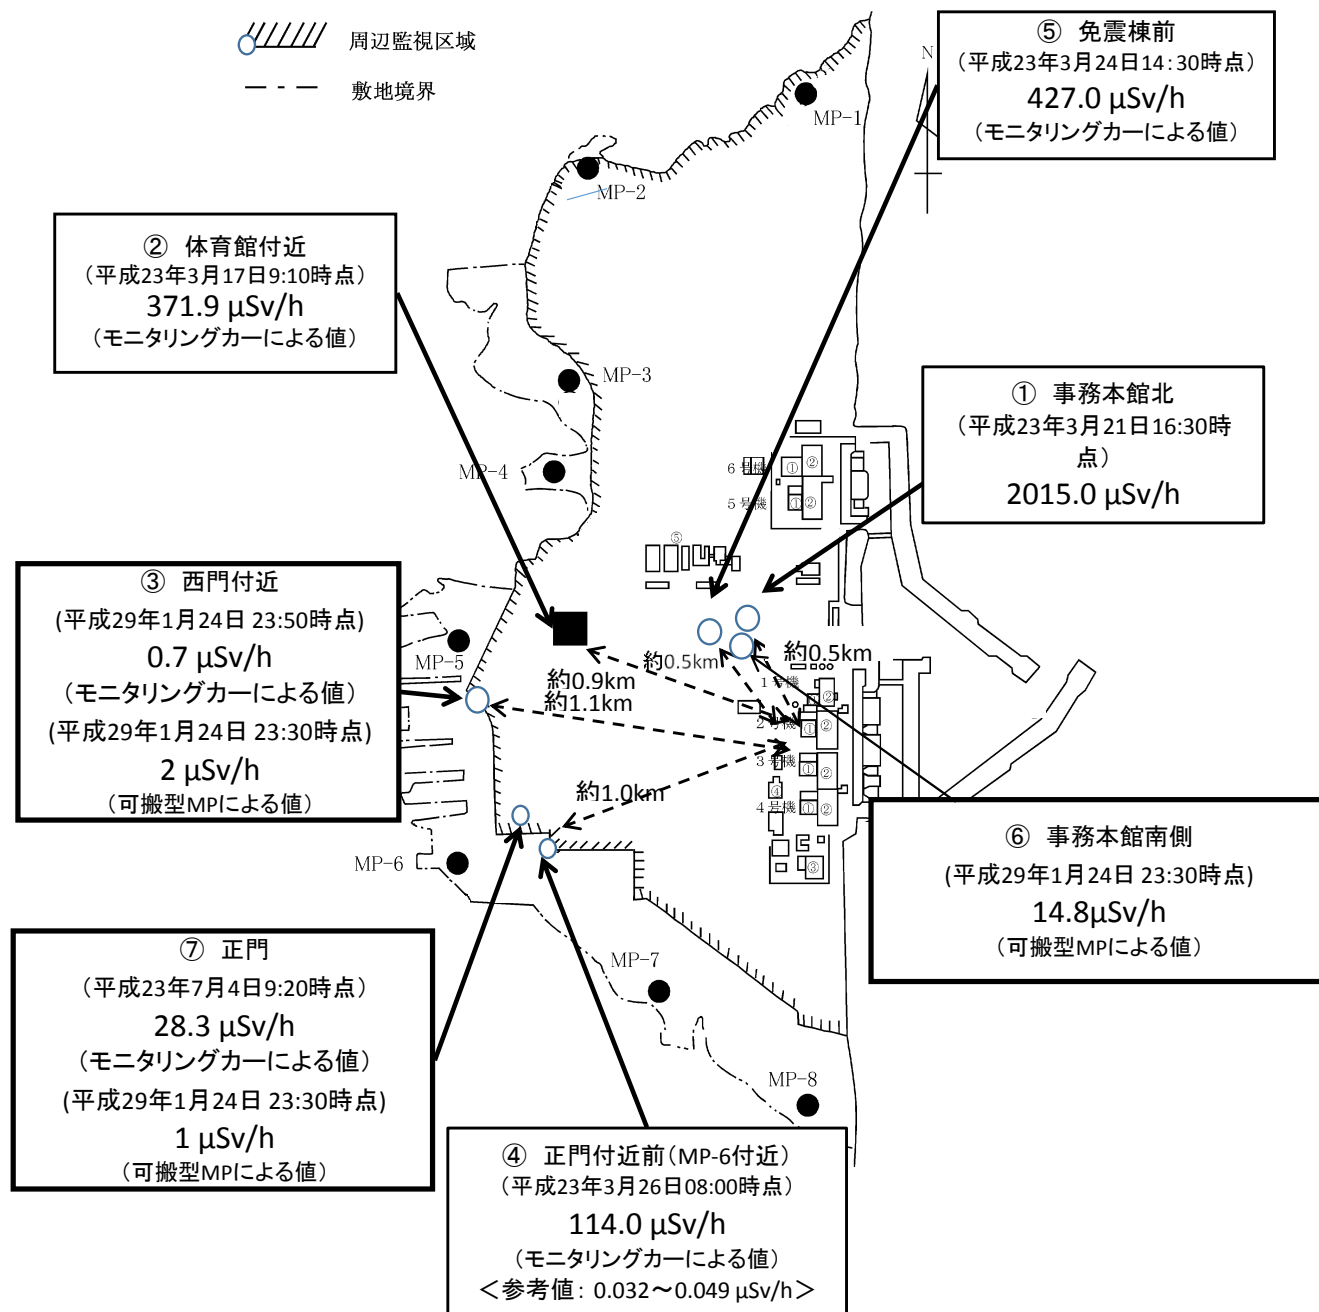 周辺監視区域
敷地境界
⑤ 免震棟前
(平成23年3月24日14:30時点)
427.0 μSv/h
(モニタリングカーによる値)
N
MP-1
MP-2
② 体育館付近
(平成23年3月17日9:10時点)
371.9 μSv/h
(モニタリングカーによる値)
MP-3
① 事務本館北
(平成23年3月21日16:30時
点)
2015.0 μSv/h
MP-4
6号機
① ②
5号機
① ②
⑤
③ 西門付近
(平成29年1月24日 23:50時点)
0.7 μSv/h
(モニタリングカーによる値)
(平成29年1月24日 23:30時点)
2 μSv/h
(可搬型MPによる値)
MP-5
約0.5km
約0.5km
約0.9km
約1.1km
1号機
②
2号機
① ②
3号機
① ②
約1.0km
④
4号機
① ②
③
MP-6
⑥ 事務本館南側
(平成29年1月24日 23:30時点)
14.8μSv/h
(可搬型MPによる値)
⑦ 正門
(平成23年7月4日9:20時点)
28.3 μSv/h
(モニタリングカーによる値)
(平成29年1月24日 23:30時点)
1 μSv/h
(可搬型MPによる値)
MP-7
MP-8
④ 正門付近前(MP-6付近)
(平成23年3月26日08:00時点)
114.0 μSv/h
(モニタリングカーによる値)
<参考値: 0.032~0.049 μSv/h>